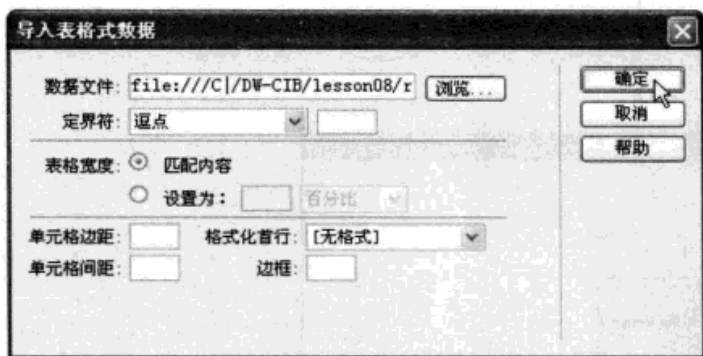 导入表格式数据
数据文件: file:///C|/DW-CIB/lesson08/r 浏览...
确定
定界符: 逗点
取消
帮助
表格宽度: 匹配内容
设置为: 百分比
单元格边距: 格式化首行: [无格式]
单元格间距: 边框: